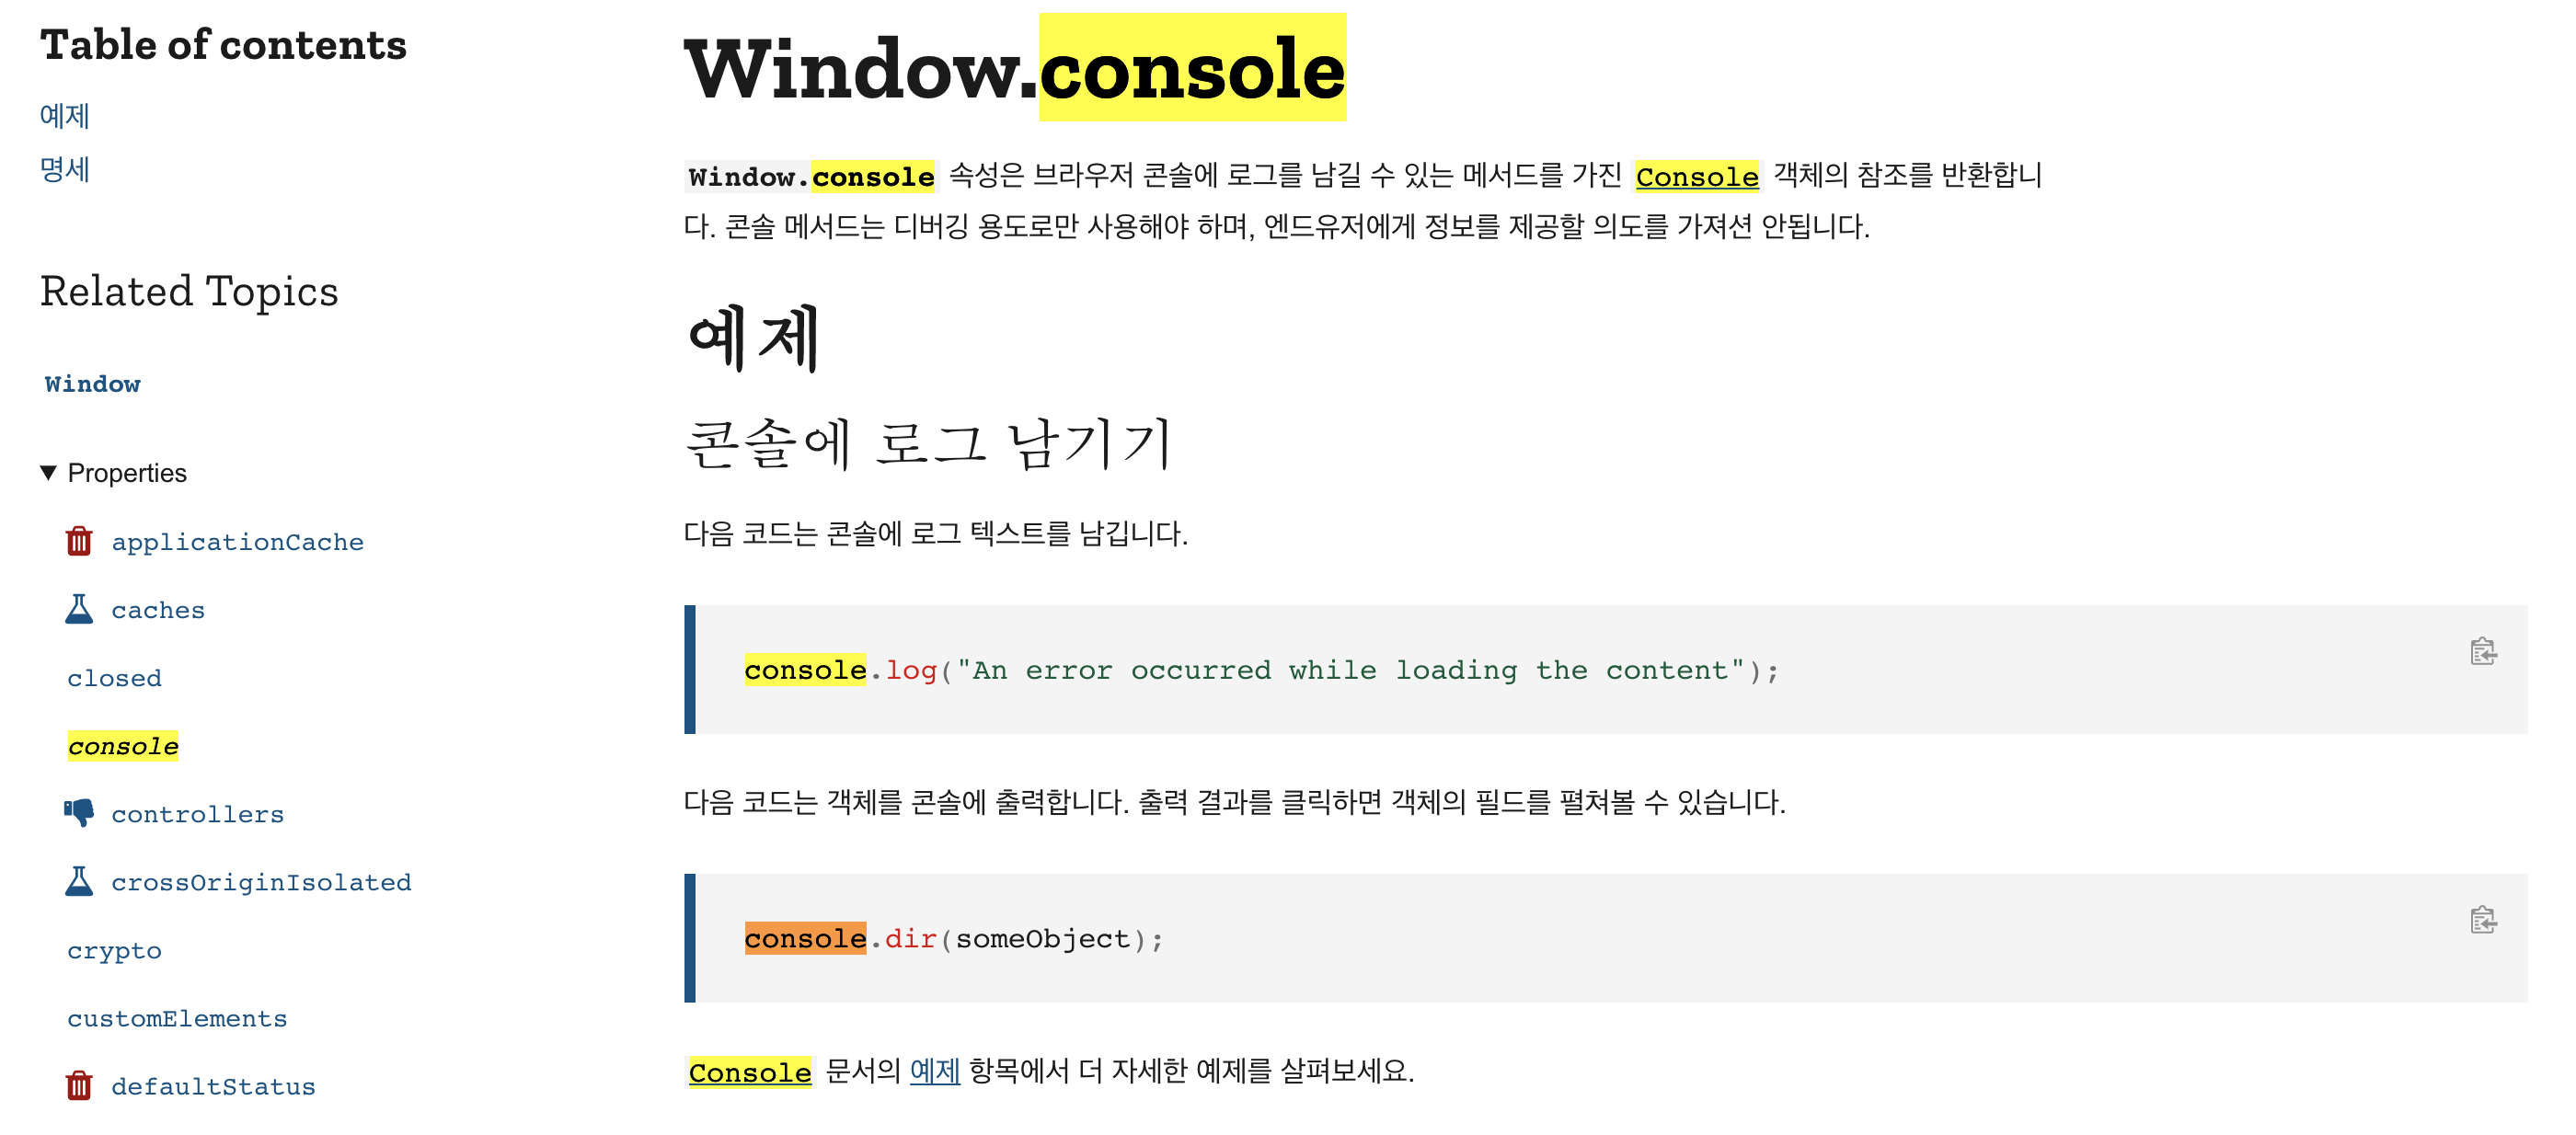 Table of contents
예제
명세
Related Topics
Window
Properties
applicationCache
caches
closed
console
controllers
crossOriginIsolated
crypto
customElements
defaultStatus
Window.console
Window.console 속성은 브라우저 콘솔에 로그를 남길 수 있는 메서드를 가진 Console 객체의 참조를 반환합니
다. 콘솔 메서드는 디버깅 용도로만 사용해야 하며, 엔드유저에게 정보를 제공할 의도를 가져션 안됩니다.
예제
콘솔에 로그 남기기
다음 코드는 콘솔에 로그 텍스트를 남깁니다.
console.log("An error occurred while loading the content");
다음 코드는 객체를 콘솔에 출력합니다. 출력 결과를 클릭하면 객체의 필드를 펼쳐볼 수 있습니다.
console.dir(someObject);
Console 문서의 예제 항목에서 더 자세한 예제를 살펴보세요.